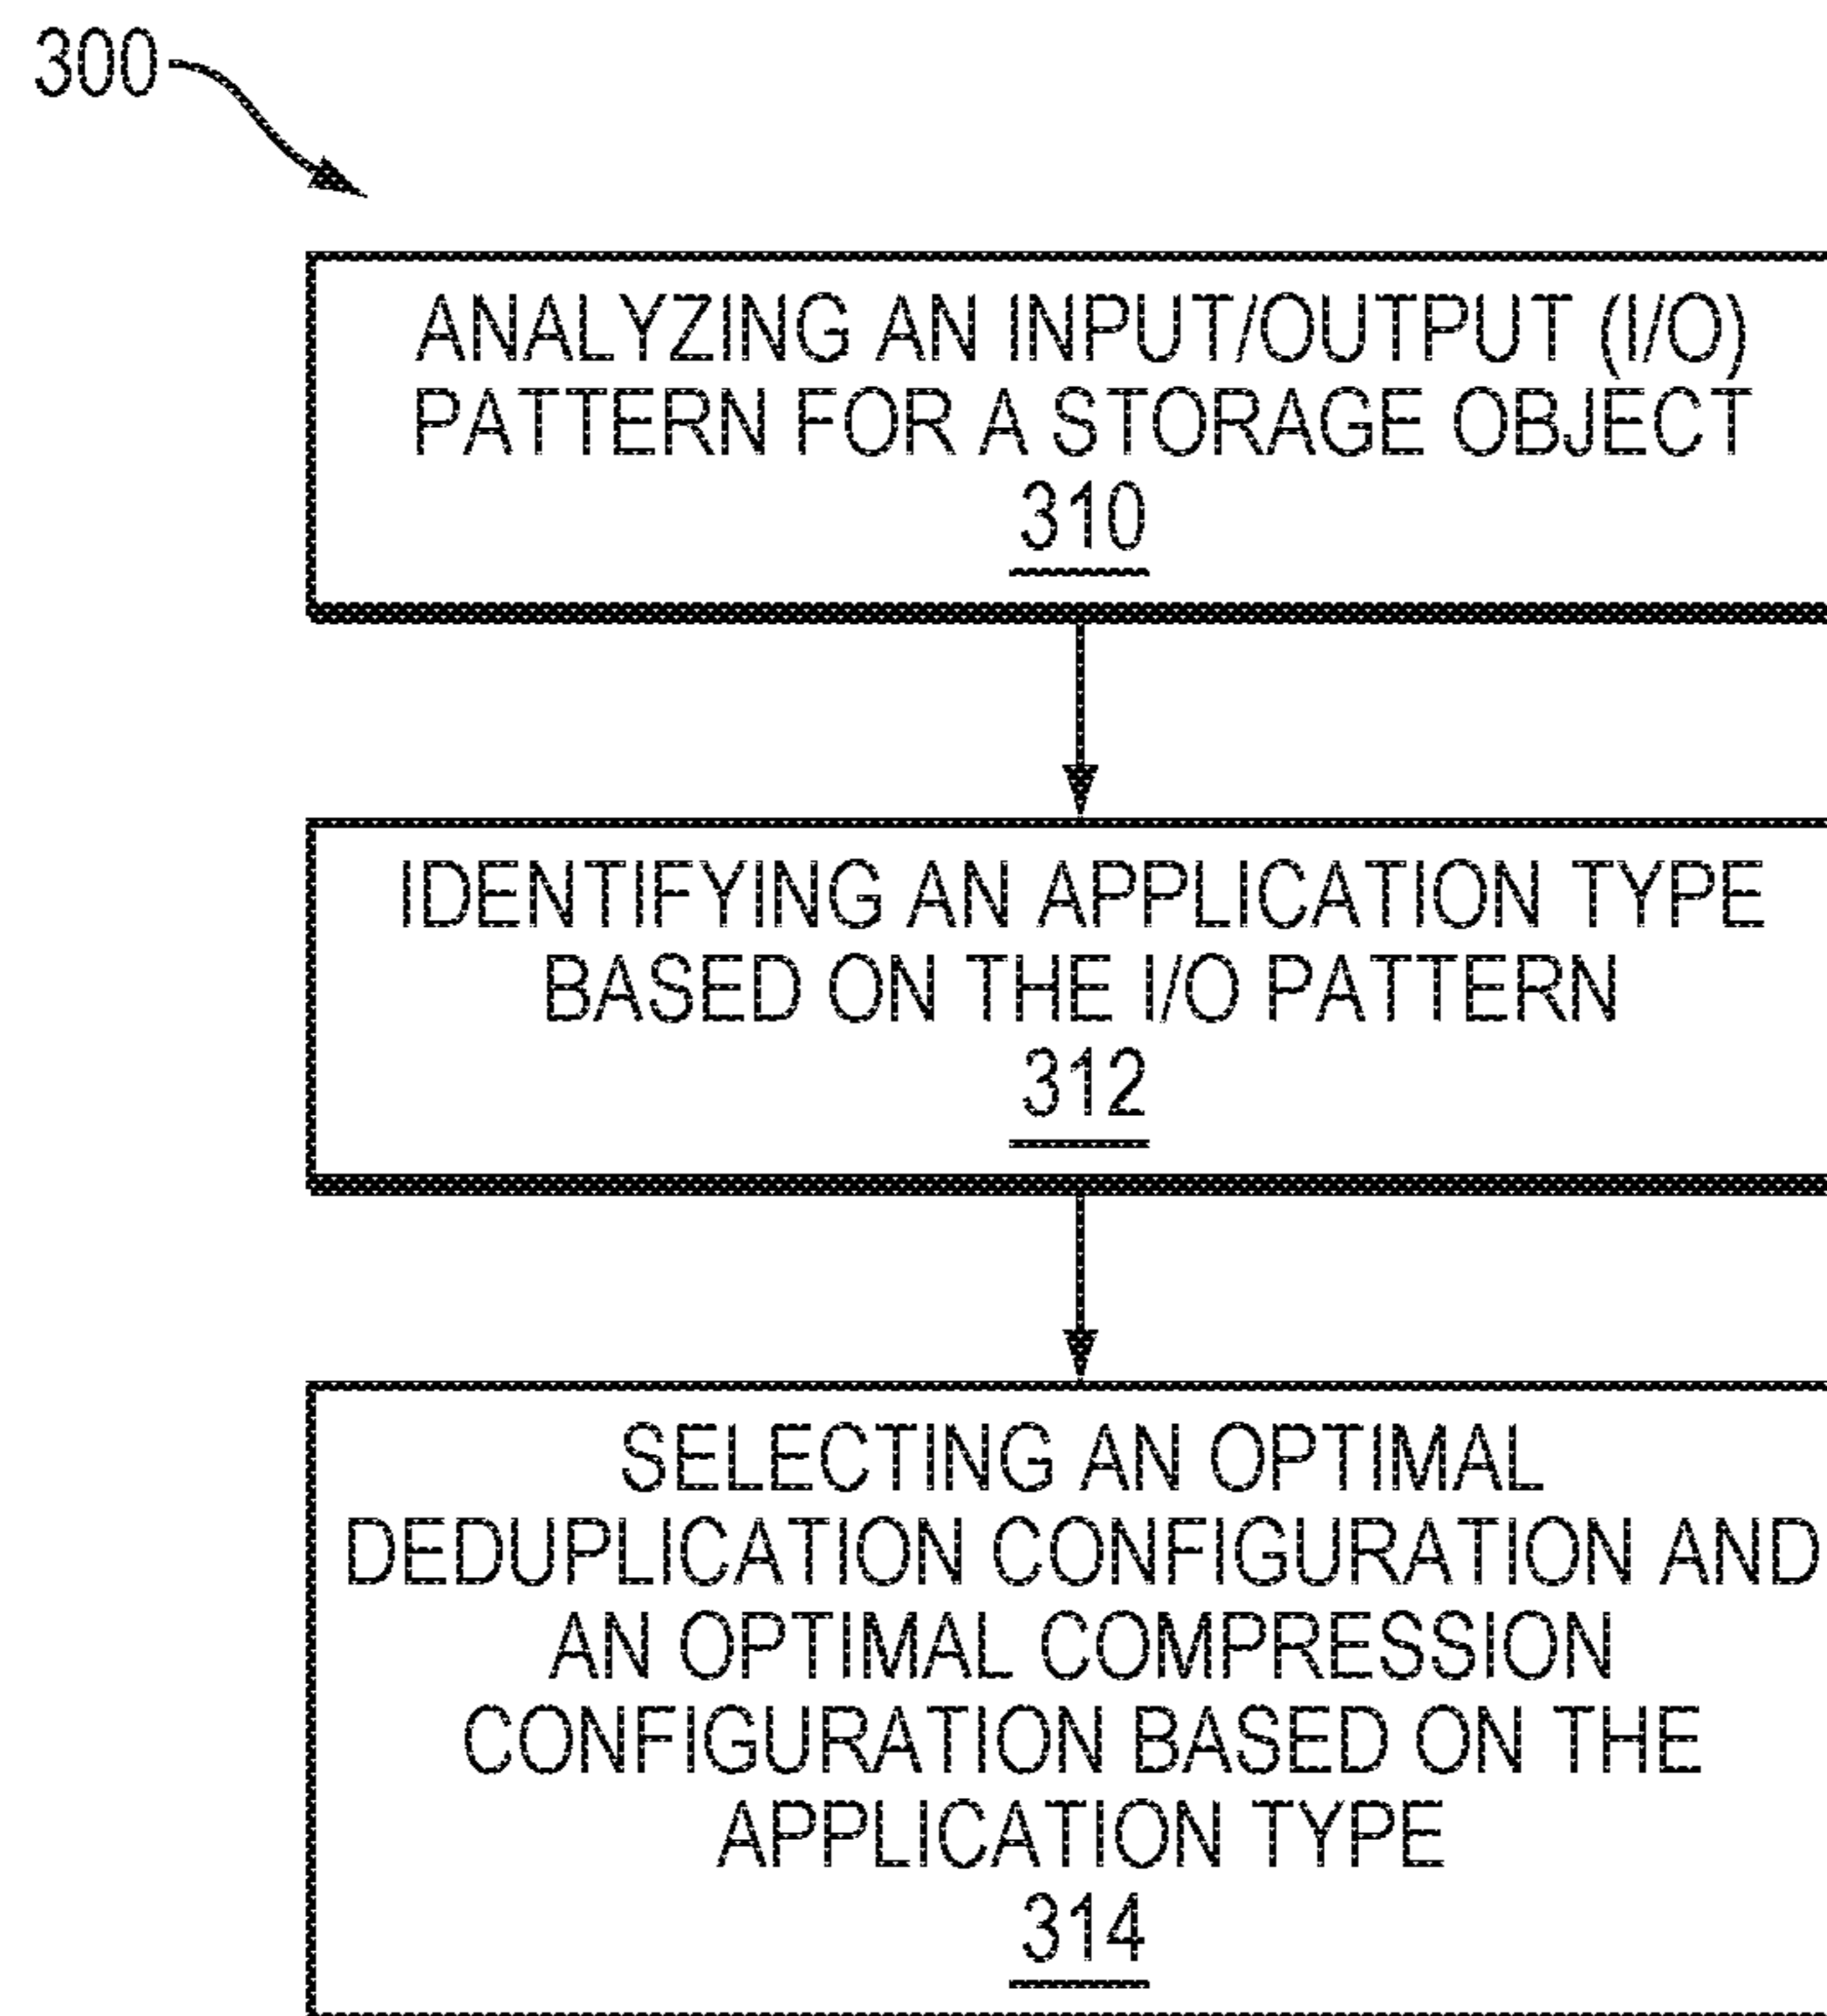 300
ANALYZING AN INPUT/OUTPUT (I/O)
PATTERN FOR A STORAGE OBJECT
310
IDENTIFYING AN APPLICATION TYPE
BASED ON THE I/O PATTERN
312
SELECTING AN OPTIMAL
DEDUPLICATION CONFIGURATION AND
AN OPTIMAL COMPRESSION
CONFIGURATION BASED ON THE
APPLICATION TYPE
314